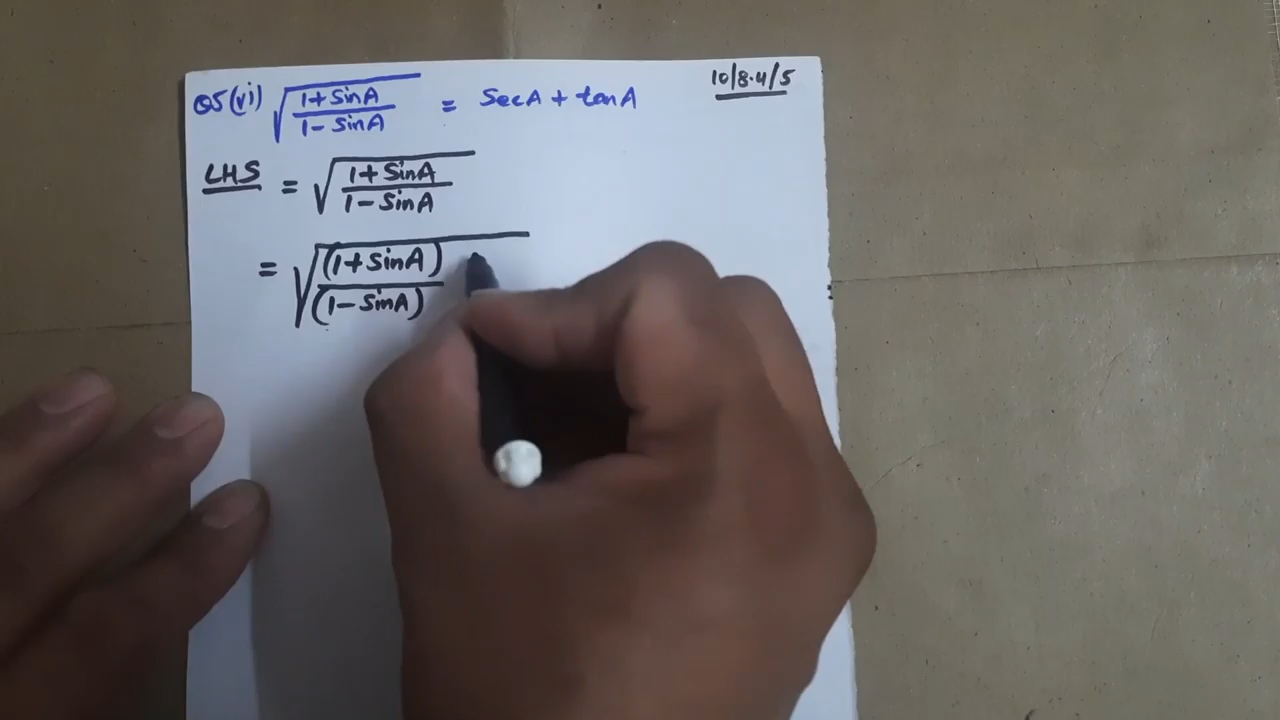 10/8.4/5
Q5(vi) √(1+SinA)/(1-SinA) = SecA + tanA
LHS = √(1+SinA)/(1-SinA)
= √(1+SinA)/(1-SinA)